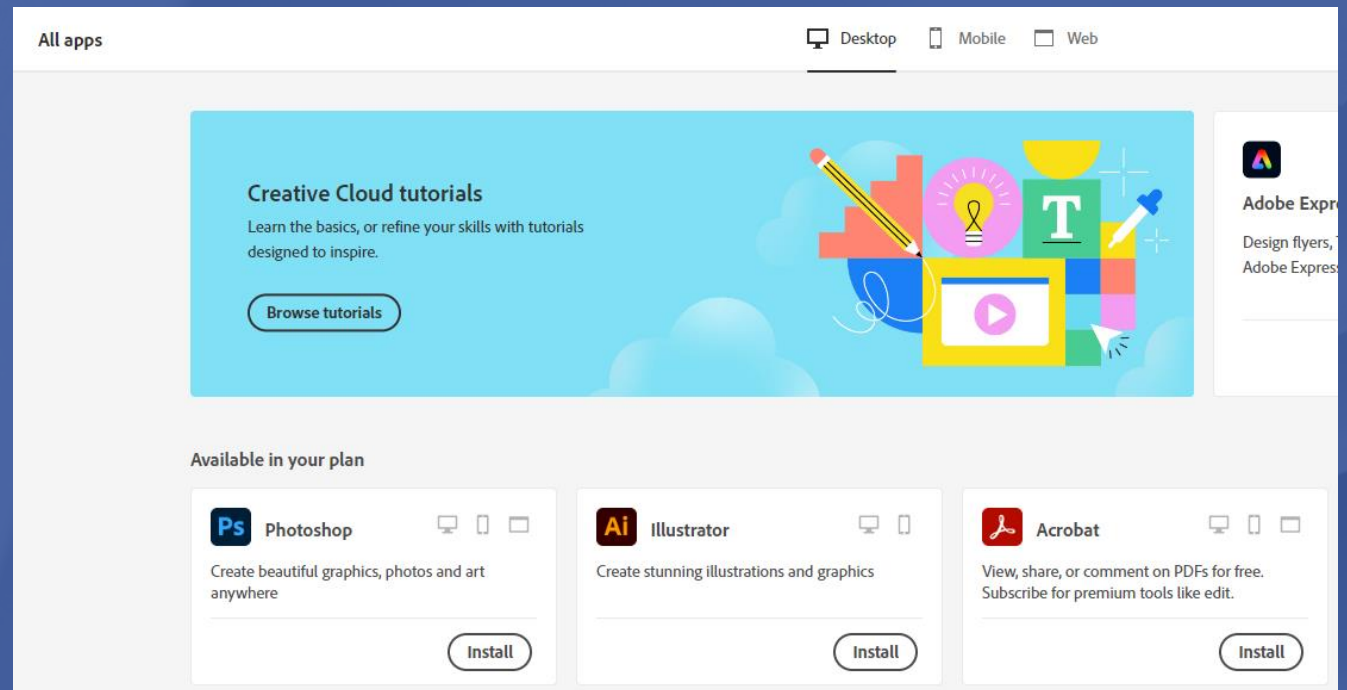 All apps
Desktop
Mobile
Web
Creative Cloud tutorials
Learn the basics, or refine your skills with tutorials
designed to inspire.
Browse tutorials
T
Adobe Expr
Design flyers,
Adobe Express
Available in your plan
Ps Photoshop
Create beautiful graphics, photos and art
anywhere
Install
Ai Illustrator
Create stunning illustrations and graphics
Install
Acrobat
View, share, or comment on PDFs for free.
Subscribe for premium tools like edit.
Install